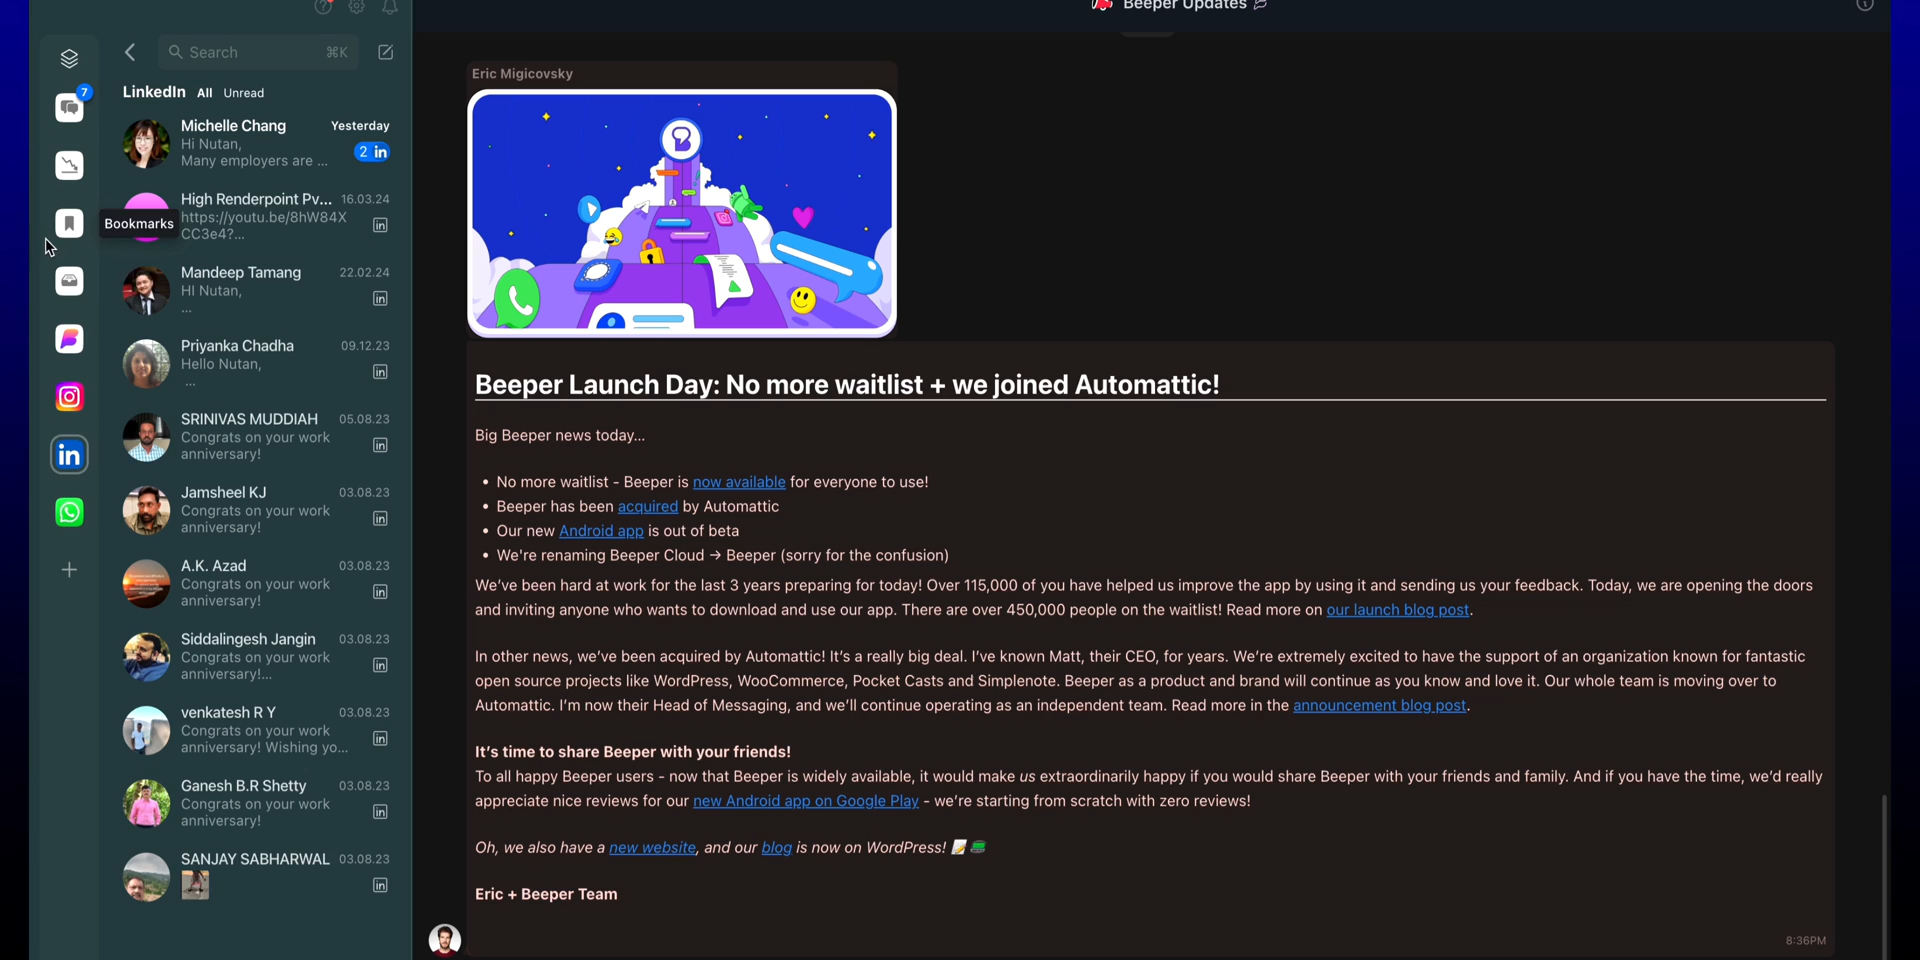 Beeper Updates
Search ⌘K
7
LinkedIn All Unread
Michelle Chang Yesterday
Hi Nutan,
Many employers are ...
2 in
High Renderpoint Pv... 16.03.24
https://youtu.be/8hW84X
CC3e4?...
Bookmarks
Mandeep Tamang 22.02.24
HI Nutan,
...
Priyanka Chadha 09.12.23
Hello Nutan,
...
SRINIVAS MUDDIAH 05.08.23
Congrats on your work
anniversary!
Jamsheel KJ 03.08.23
Congrats on your work
anniversary!
A.K. Azad 03.08.23
Congrats on your work
anniversary!
Siddalingesh Jangin 03.08.23
Congrats on your work
anniversary!...
venkatesh R Y 03.08.23
Congrats on your work
anniversary! Wishing yo...
Ganesh B.R Shetty 03.08.23
Congrats on your work
anniversary!
SANJAY SABHARWAL 03.08.23
Eric Migicovsky
Beeper Launch Day: No more waitlist + we joined Automattic!
Big Beeper news today...
• No more waitlist - Beeper is now available for everyone to use!
• Beeper has been acquired by Automattic
• Our new Android app is out of beta
• We're renaming Beeper Cloud → Beeper (sorry for the confusion)
We've been hard at work for the last 3 years preparing for today! Over 115,000 of you have helped us improve the app by using it and sending us your feedback. Today, we are opening the doors
and inviting anyone who wants to download and use our app. There are over 450,000 people on the waitlist! Read more on our launch blog post.
In other news, we've been acquired by Automattic! It's a really big deal. I've known Matt, their CEO, for years. We're extremely excited to have the support of an organization known for fantastic
open source projects like WordPress, WooCommerce, Pocket Casts and Simplenote. Beeper as a product and brand will continue as you know and love it. Our whole team is moving over to
Automattic. I'm now their Head of Messaging, and we'll continue operating as an independent team. Read more in the announcement blog post.
It's time to share Beeper with your friends!
To all happy Beeper users - now that Beeper is widely available, it would make us extraordinarily happy if you would share Beeper with your friends and family. And if you have the time, we'd really
appreciate nice reviews for our new Android app on Google Play - we're starting from scratch with zero reviews!
Oh, we also have a new website, and our blog is now on WordPress!
Eric + Beeper Team
8:36PM